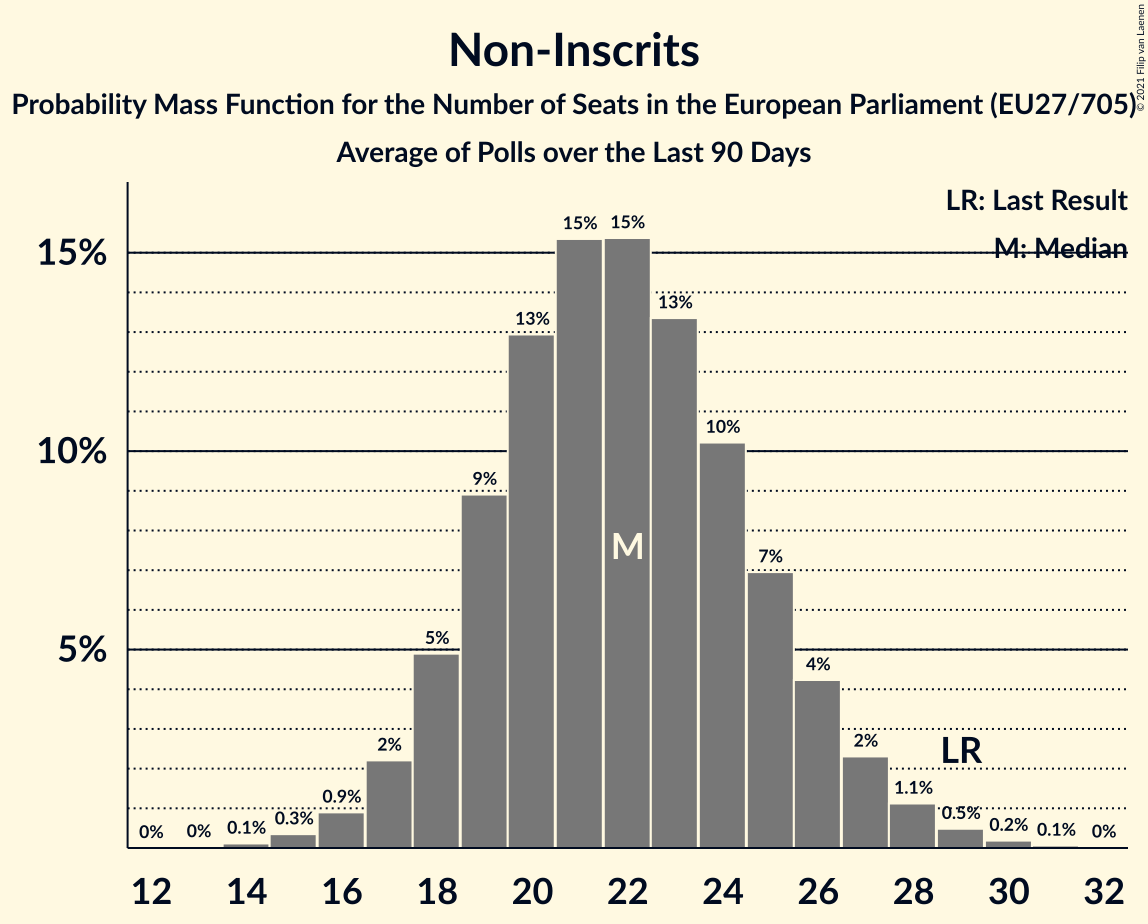 Non-Inscrits
Probability Mass Function for the Number of Seats in the European Parliament (EU27/705)
Average of Polls over the Last 90 Days
© 2021 Filip van Laenen
LR: Last Result
M: Median
15%
10%
5%
0%
0%
0.1%
0.3%
0.9%
2%
5%
9%
13%
15%
15%
13%
10%
7%
4%
2%
1.1%
0.5%
0.2%
0.1%
0%
M
LR
12 14 16 18 20 22 24 26 28 30 32